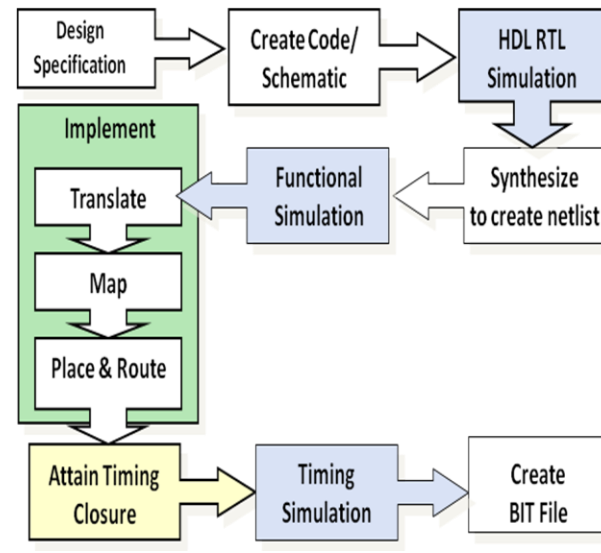 Design
Specification
Create Code/
Schematic
HDL RTL
Simulation
Implement
Translate
Functional
Simulation
Synthesize
to create netlist
Map
Place & Route
Attain Timing
Closure
Timing
Simulation
Create
BIT File